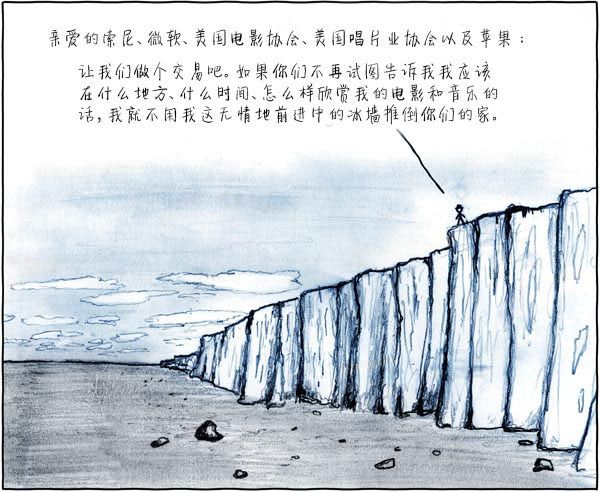 亲爱的索尼、微软、美国电影协会、美国唱片业协会以及苹果：
让我们做个交易吧。如果你们不再试图告诉我我应该
在什么地方、什么时间、怎么样欣赏我的电影和音乐的
话，我就不用我这无情地前进中的冰墙推倒你们的家。